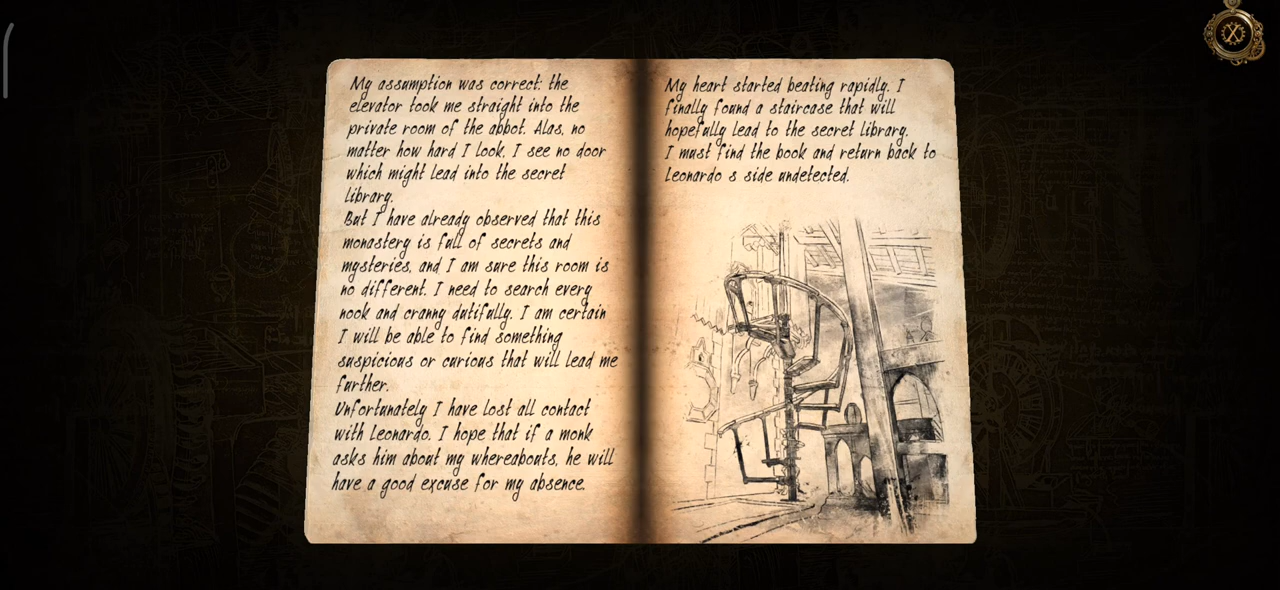 My assumption was correct: the
elevator took me straight into the
private room of the abbot. Alas, no
matter how hard I look, I see no door
which might lead into the secret
library.
But I have already observed that this
monastery is full of secrets and
mysteries, and I am sure this room is
no different. I need to search every
nook and cranny dutifully. I am certain
I will be able to find something
suspicious or curious that will lead me
further.
Unfortunately I have lost all contact
with Leonardo. I hope that if a monk
asks him about my whereabouts, he will
have a good excuse for my absence.
My heart started beating rapidly. I
finally found a staircase that will
hopefully lead to the secret library.
I must find the book and return back to
Leonardo s side undetected.